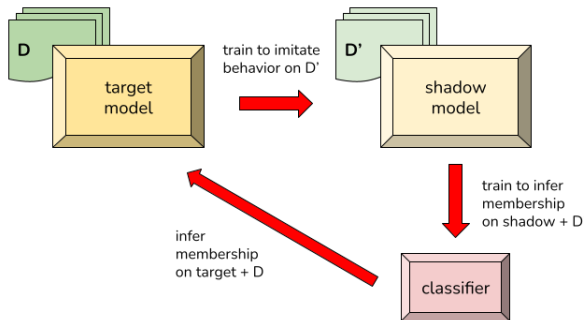 D
target
model
train to imitate
behavior on D'
D'
shadow
model
train to infer
membership
on shadow + D
infer
membership
on target + D
classifier